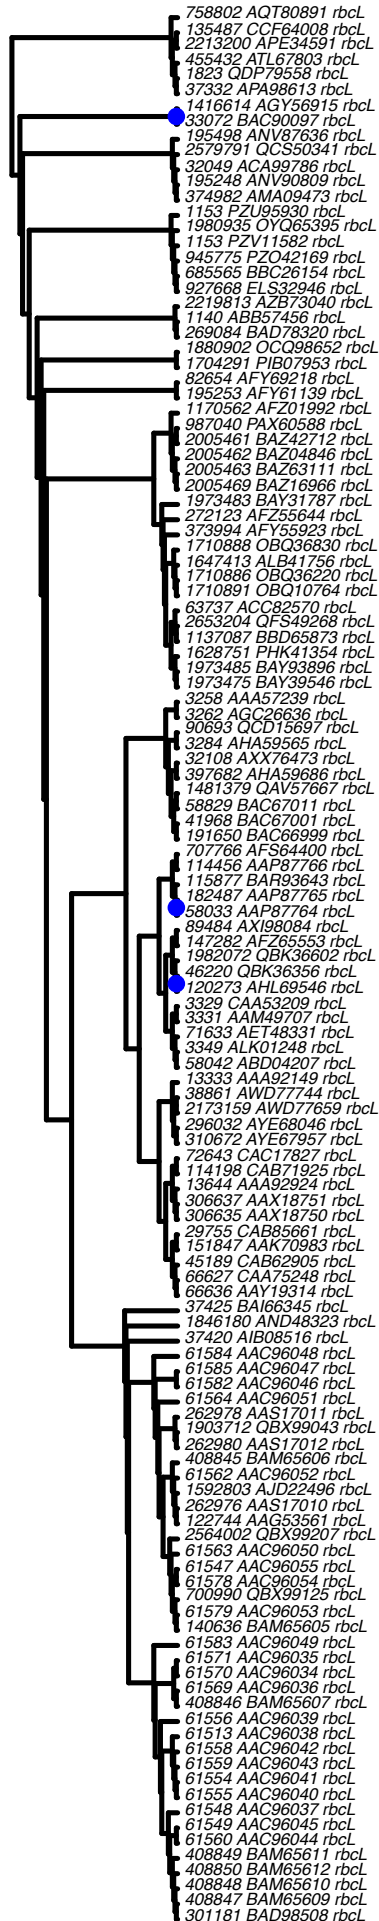 758802 AQT80891 rbcL
135487 CCF64008 rbcL
2213200 APE34591 rbcL
455432 ATL67803 rbcL
1823 QDP79558 rbcL
37332 APA98613 rbcL
1416614 AGY56915 rbcL
33072 BAC90097 rbcL
195498 ANV87636 rbcL
2579791 QCS50341 rbcL
32049 ACA99786 rbcL
195248 ANV90809 rbcL
374982 AMA09473 rbcL
1153 PZU95930 rbcL
1980935 OYQ65395 rbcL
1153 PZV11582 rbcL
945775 PZO42169 rbcL
685565 BBC26154 rbcL
927668 ELS32946 rbcL
2219813 AZB73040 rbcL
1140 ABB57456 rbcL
269084 BAD78320 rbcL
1880902 OCQ98652 rbcL
1704291 PIB07953 rbcL
82654 AFY69218 rbcL
195253 AFY61139 rbcL
1170562 AFZ01992 rbcL
987040 PAX60588 rbcL
2005461 BAZ42712 rbcL
2005462 BAZ04846 rbcL
2005463 BAZ63111 rbcL
2005469 BAZ16966 rbcL
1973483 BAY31787 rbcL
272123 AFZ55644 rbcL
373994 AFY55923 rbcL
1710888 OBQ36830 rbcL
1647413 ALB41756 rbcL
1710886 OBQ36220 rbcL
1710891 OBQ10764 rbcL
63737 ACC82570 rbcL
2653204 QFS49268 rbcL
1137087 BBD65873 rbcL
1628751 PHK41354 rbcL
1973485 BAY93896 rbcL
1973475 BAY39546 rbcL
3258 AAA57239 rbcL
3262 AGC26636 rbcL
90693 QCD15697 rbcL
3284 AHA59565 rbcL
32108 AXX76473 rbcL
397682 AHA59686 rbcL
1481379 QAV57667 rbcL
58829 BAC67011 rbcL
41968 BAC67001 rbcL
191650 BAC66999 rbcL
707766 AFS64400 rbcL
114456 AAP87766 rbcL
115877 BAR93643 rbcL
182487 AAP87765 rbcL
58033 AAP87764 rbcL
89484 AXI98084 rbcL
147282 AFZ65553 rbcL
1982072 QBK36602 rbcL
46220 QBK36356 rbcL
120273 AHL69546 rbcL
3329 CAA53209 rbcL
3331 AAM49707 rbcL
71633 AET48331 rbcL
3349 ALK01248 rbcL
58042 ABD04207 rbcL
13333 AAA92149 rbcL
38861 AWD77744 rbcL
2173159 AWD77659 rbcL
296032 AYE68046 rbcL
310672 AYE67957 rbcL
72643 CAC17827 rbcL
114198 CAB71925 rbcL
13644 AAA92924 rbcL
306637 AAX18751 rbcL
306635 AAX18750 rbcL
29755 CAB85661 rbcL
151847 AAK70983 rbcL
45189 CAB62905 rbcL
66627 CAA75248 rbcL
66636 AAY19314 rbcL
37425 BAI66345 rbcL
1846180 AND48323 rbcL
37420 AIB08516 rbcL
61584 AAC96048 rbcL
61585 AAC96047 rbcL
61582 AAC96046 rbcL
61564 AAC96051 rbcL
262978 AAS17011 rbcL
1903712 QBX99043 rbcL
262980 AAS17012 rbcL
408845 BAM65606 rbcL
61562 AAC96052 rbcL
1592803 AJD22496 rbcL
262976 AAS17010 rbcL
122744 AAG53561 rbcL
2564002 QBX99207 rbcL
61563 AAC96050 rbcL
61547 AAC96055 rbcL
61578 AAC96054 rbcL
700990 QBX99125 rbcL
61579 AAC96053 rbcL
140636 BAM65605 rbcL
61583 AAC96049 rbcL
61571 AAC96035 rbcL
61570 AAC96034 rbcL
61569 AAC96036 rbcL
408846 BAM65607 rbcL
61556 AAC96039 rbcL
61513 AAC96038 rbcL
61558 AAC96042 rbcL
61559 AAC96043 rbcL
61554 AAC96041 rbcL
61555 AAC96040 rbcL
61548 AAC96037 rbcL
61549 AAC96045 rbcL
61560 AAC96044 rbcL
408849 BAM65611 rbcL
408850 BAM65612 rbcL
408848 BAM65610 rbcL
408847 BAM65609 rbcL
301181 BAD98508 rbcL